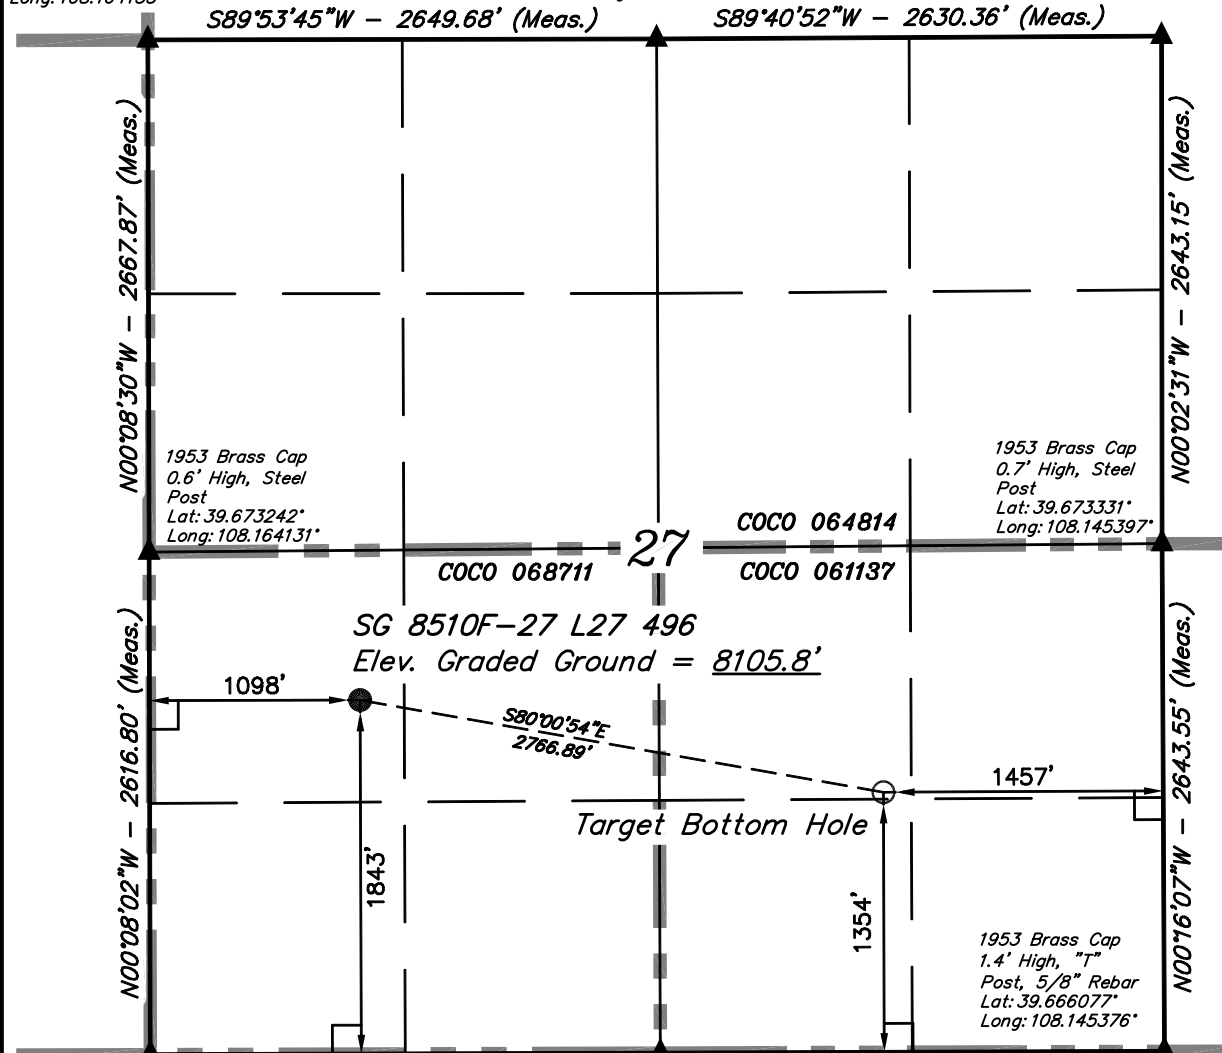 S89°53'45"W - 2649.68' (Meas.)
S89°40'52"W - 2630.36' (Meas.)
N00°08'30"W - 2667.87' (Meas.)
N00°02'31"W - 2643.15' (Meas.)
1953 Brass Cap
0.6' High, Steel
Post
Lat: 39.673242°
Long: 108.164131°
1953 Brass Cap
0.7' High, Steel
Post
Lat: 39.673331°
Long: 108.145397°
COCO 064814
27
COCO 068711
COCO 061137
SG 8510F-27 L27 496
Elev. Graded Ground = 8105.8'
N00°08'02"W - 2616.80' (Meas.)
N00°16'07"W - 2643.55' (Meas.)
1098'
S80°00'54"E
2766.89'
1457'
Target Bottom Hole
1843'
1354'
1953 Brass Cap
1.4' High, "T"
Post, 5/8" Rebar
Lat: 39.666077°
Long: 108.145376°